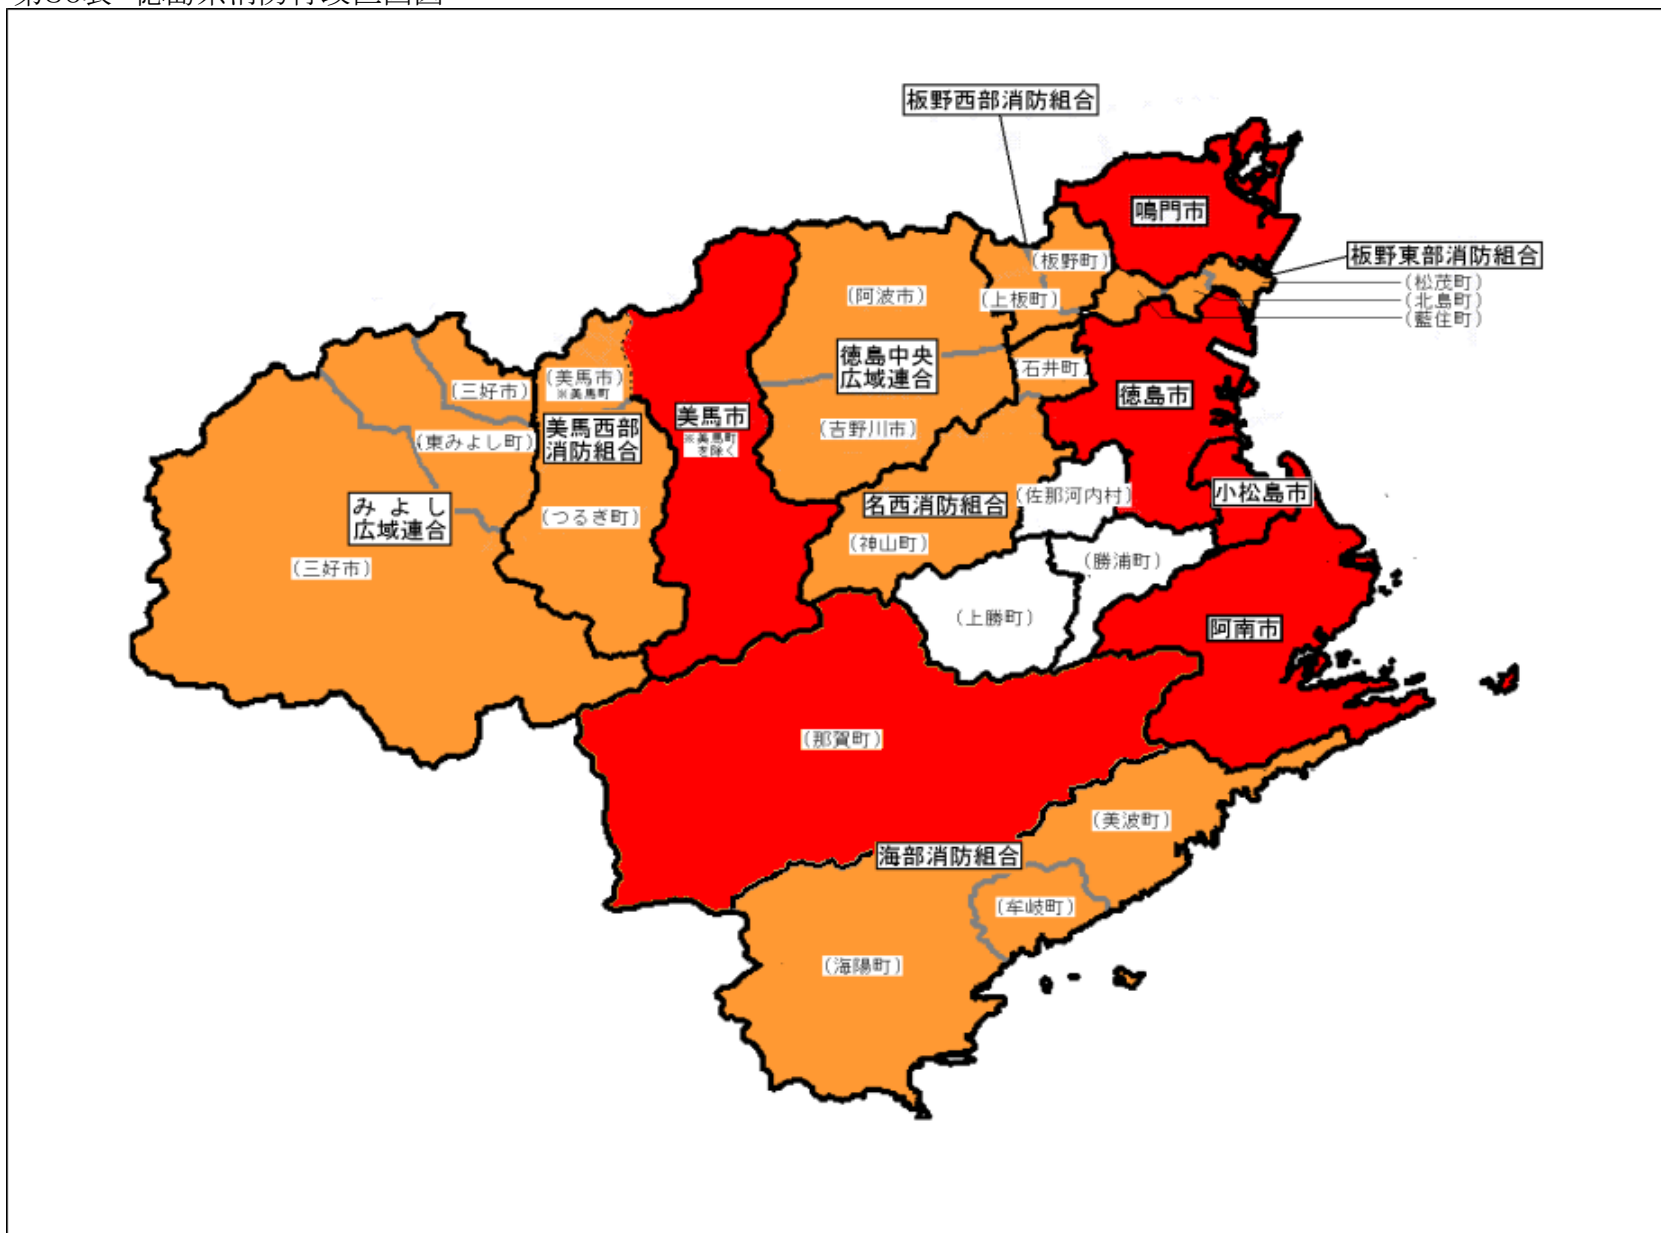 板野西部消防組合
鳴門市
板野東部消防組合
(板野町)
(松茂町)
(阿波市)
(上板町)
(北島町)
(藍住町)
徳島中央
広域連合
(石井町)
(三好市)
(美馬市)
※美馬町
徳島市
美馬市
※美馬町
を除く
(吉野川市)
(東みよし町)
美馬西部
消防組合
小松島市
(佐那河内村)
名西消防組合
みよし
広域連合
(つるぎ町)
(神山町)
(勝浦町)
(三好市)
(上勝町)
阿南市
(那賀町)
(美波町)
海部消防組合
(牟岐町)
(海陽町)